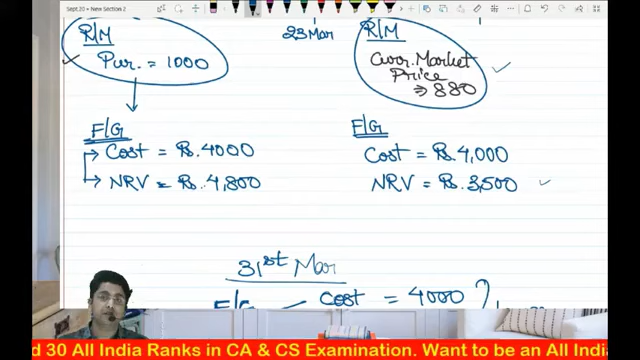 Sept 20 • New Section 2
R/M
Pur. = 1000
23 Mar
R/M
Curr. Market
Price
⇒ 880
F/G
Cost = Rs. 4000
NRV = Rs. 4,800
F/G
Cost = Rs. 4,000
NRV = Rs. 3,500
31st Mar
F/G Cost = 4000 ?
d 30 All India Ranks in CA & CS Examination. Want to be an All Indi